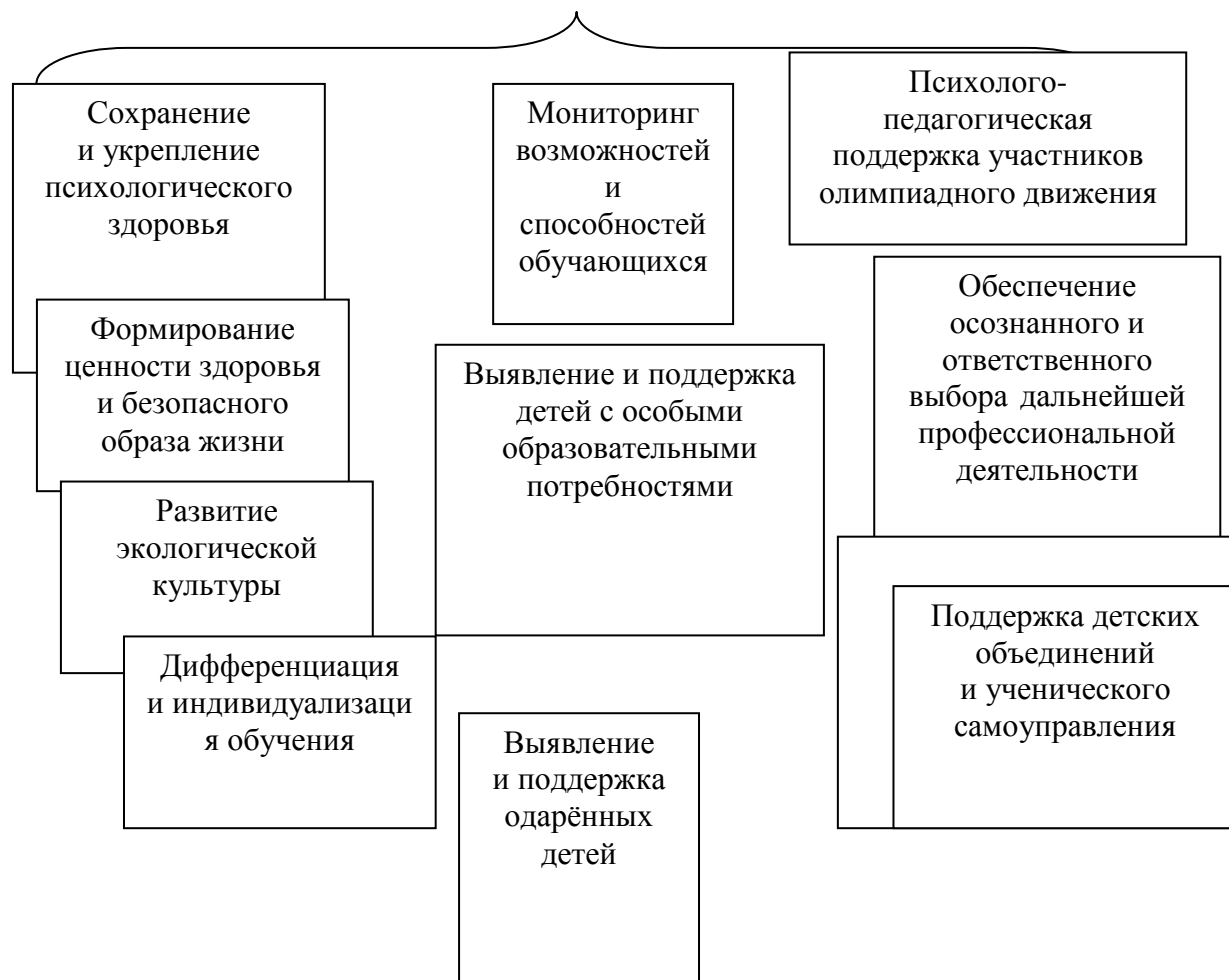 Сохранение
и укрепление
психологического
здоровья
Формирование
ценности здоровья
и безопасного
образа жизни
Развитие
экологической
культуры
Дифференциация
и индивидуализаци
я обучения
Мониторинг
возможностей
и
способностей
обучающихся
Выявление и поддержка
детей с особыми
образовательными
потребностями
Выявление
и поддержка
одарённых
детей
Психолого-
педагогическая
поддержка участников
олимпиадного движения
Обеспечение
осознанного и
ответственного
выбора дальнейшей
профессиональной
деятельности
Поддержка детских
объединений
и ученического
самоуправления